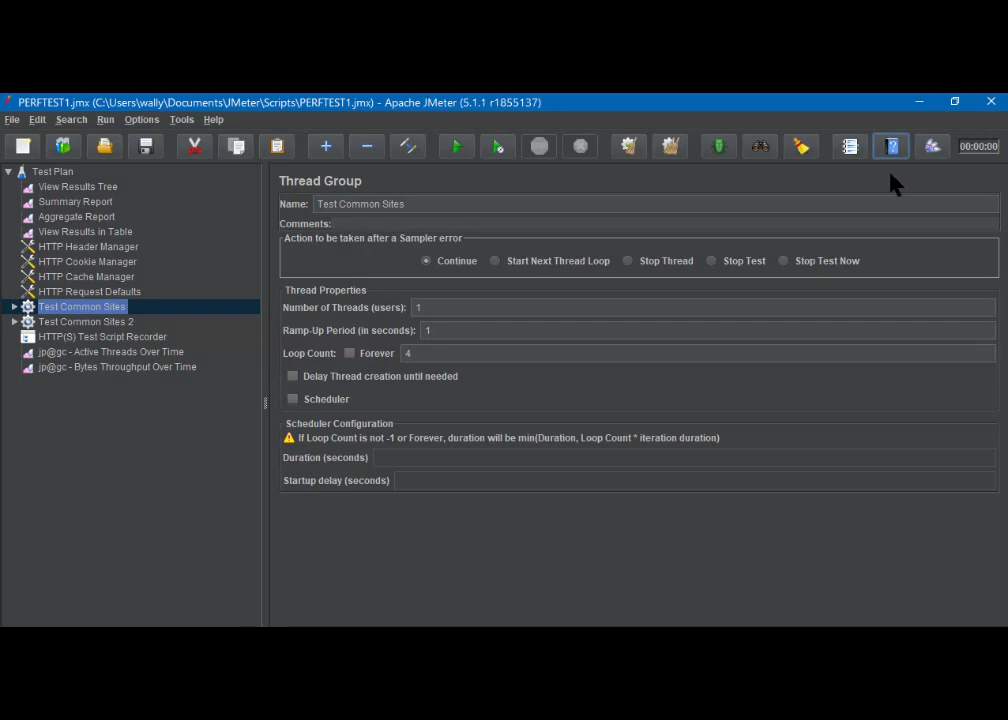 PERFTEST1.jmx (C:\Users\wally\Documents\JMeter\Scripts\PERFTEST1.jmx) - Apache JMeter (5.1.1 r1855137)
File Edit Search Run Options Tools Help
00:00:00
Test Plan
View Results Tree
Summary Report
Aggregate Report
View Results in Table
HTTP Header Manager
HTTP Cookie Manager
HTTP Cache Manager
HTTP Request Defaults
Test Common Sites
Test Common Sites 2
HTTP(S) Test Script Recorder
jp@gc - Active Threads Over Time
jp@gc - Bytes Throughput Over Time
Thread Group
Name: Test Common Sites
Comments:
Action to be taken after a Sampler error
Continue Start Next Thread Loop Stop Thread Stop Test Stop Test Now
Thread Properties
Number of Threads (users): 1
Ramp-Up Period (in seconds): 1
Loop Count: Forever 4
Delay Thread creation until needed
Scheduler
Scheduler Configuration
If Loop Count is not -1 or Forever, duration will be min(Duration, Loop Count * iteration duration)
Duration (seconds)
Startup delay (seconds)